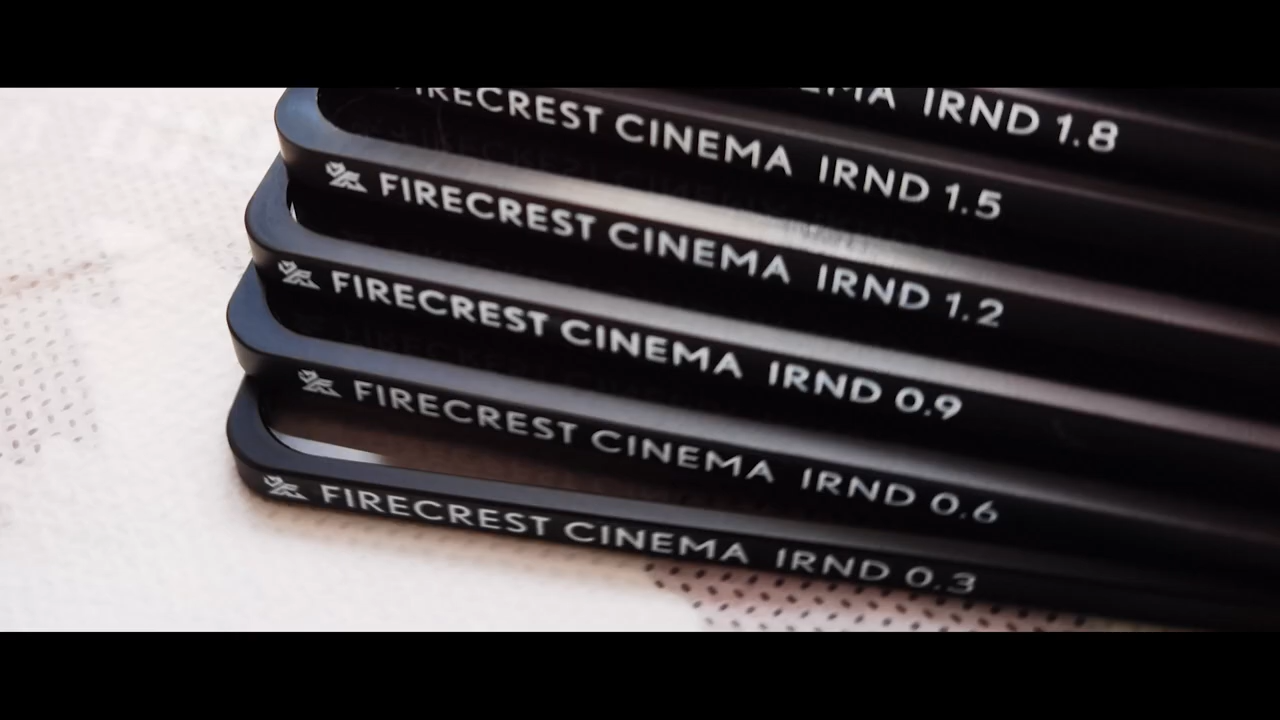 IRND 1.8
FIRECREST CINEMA IRND 1.5
FIRECREST CINEMA IRND 1.2
FIRECREST CINEMA IRND 0.9
FIRECREST CINEMA IRND 0.6
FIRECREST CINEMA IRND 0.3